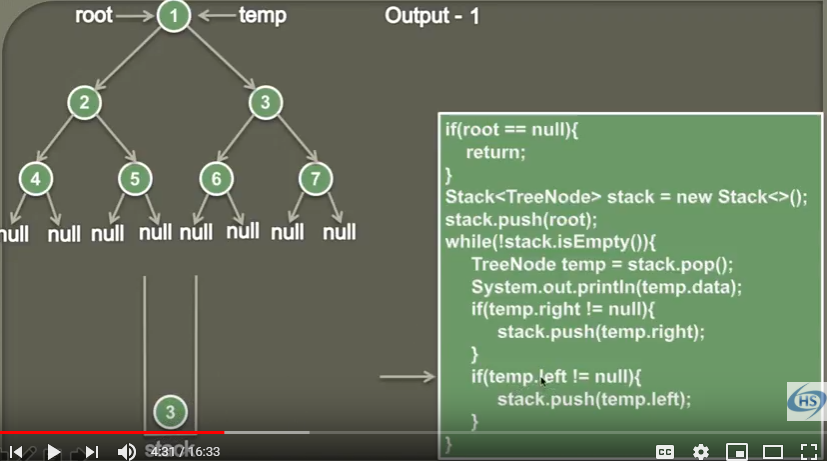 root 1 temp Output - 1
2 3
4 5 6 7
null null null null null null null null
if(root == null){
return;
}
Stack<TreeNode> stack = new Stack<>();
stack.push(root);
while(!stack.isEmpty()){
TreeNode temp = stack.pop();
System.out.println(temp.data);
if(temp.right != null){
stack.push(temp.right);
}
if(temp.left != null){
stack.push(temp.left);
}
}
3
stack
HS
4:31 / 16:33
CC